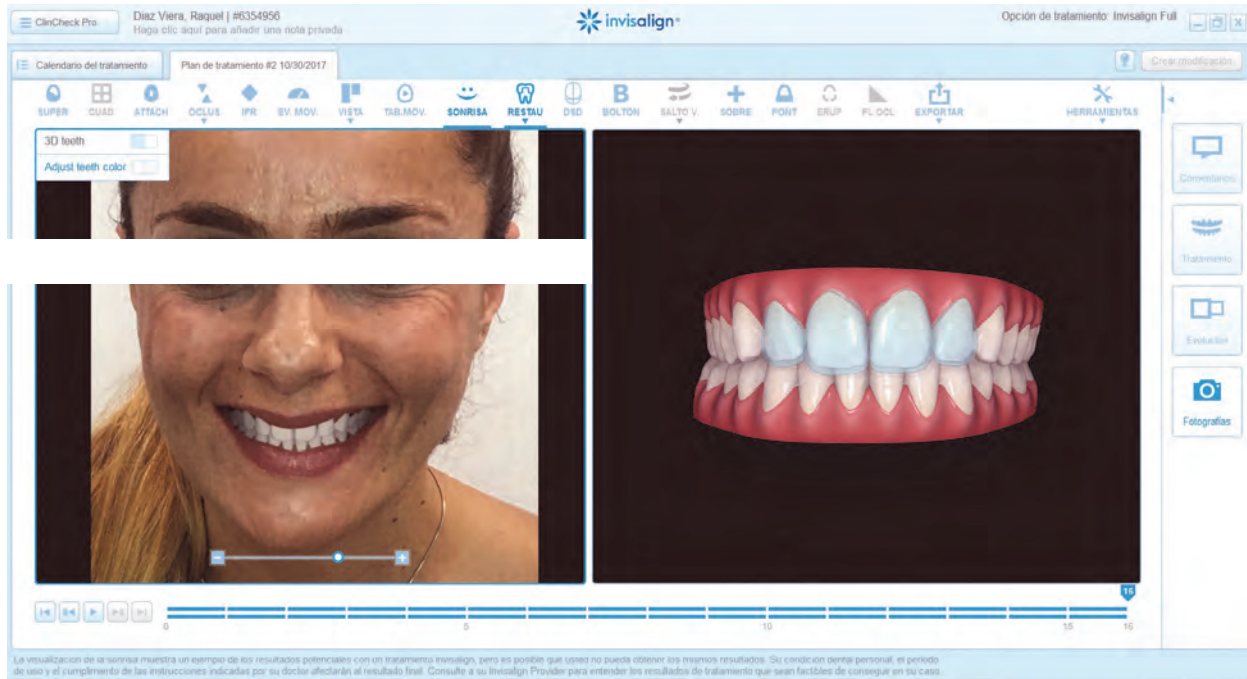 ClinCheck Pro
Diaz Viera, Raquel | #6354956
Haga clic aquí para añadir una nota privada
invisalign
Opción de tratamiento: Invisalign Full
Calendario del tratamiento
Plan de tratamiento #2 10/30/2017
Crear modificación
SUPER
CUAD
ATTACH
OCLUS
IPR
EV. MOV.
VISTA
TAB.MOV.
SONRISA
RESTAU
DSD
B
BOLTON
SALTO V.
SOBRE
PONT
ERUP
PL OCL
EXPORTAR
HERRAMIENTAS
3D teeth
Adjust teeth color
Comentarios
Tratamiento
Evolución
Fotografías
16
0
5
10
15
16
La visualización de la sonrisa muestra un ejemplo de los resultados potenciales con un tratamiento invisalign, pero es posible que usted no pueda obtener los mismos resultados. Su condición dental personal, el periodo
de uso y el cumplimiento de las instrucciones indicadas por su doctor afectarán al resultado final. Consulte a su Invisalign Provider para entender los resultados de tratamiento que sean factibles de conseguir en su caso.